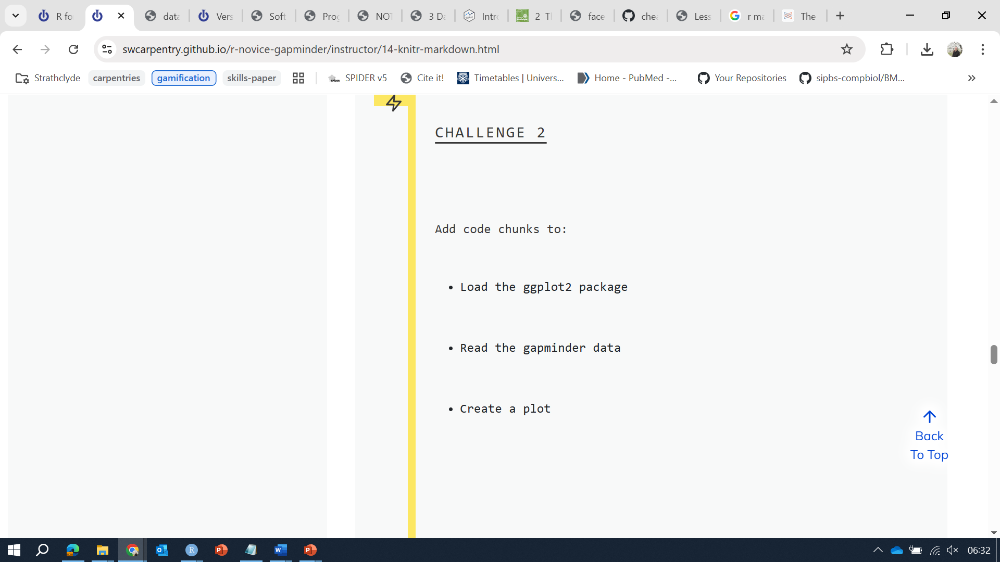 R fo
data
Vers
Soft
Prog
NOT
3 Da
Intro
2 Th
face
chea
Less
r ma
The
swcarpentry.github.io/r-novice-gapminder/instructor/14-knitr-markdown.html
Strathclyde
carpentries
gamification
skills-paper
SPIDER v5
Cite it!
Timetables | Univers...
Home - PubMed -...
Your Repositories
sipbs-compbiol/BM...
CHALLENGE 2
Add code chunks to:
• Load the ggplot2 package
• Read the gapminder data
• Create a plot
Back
To Top
06:32